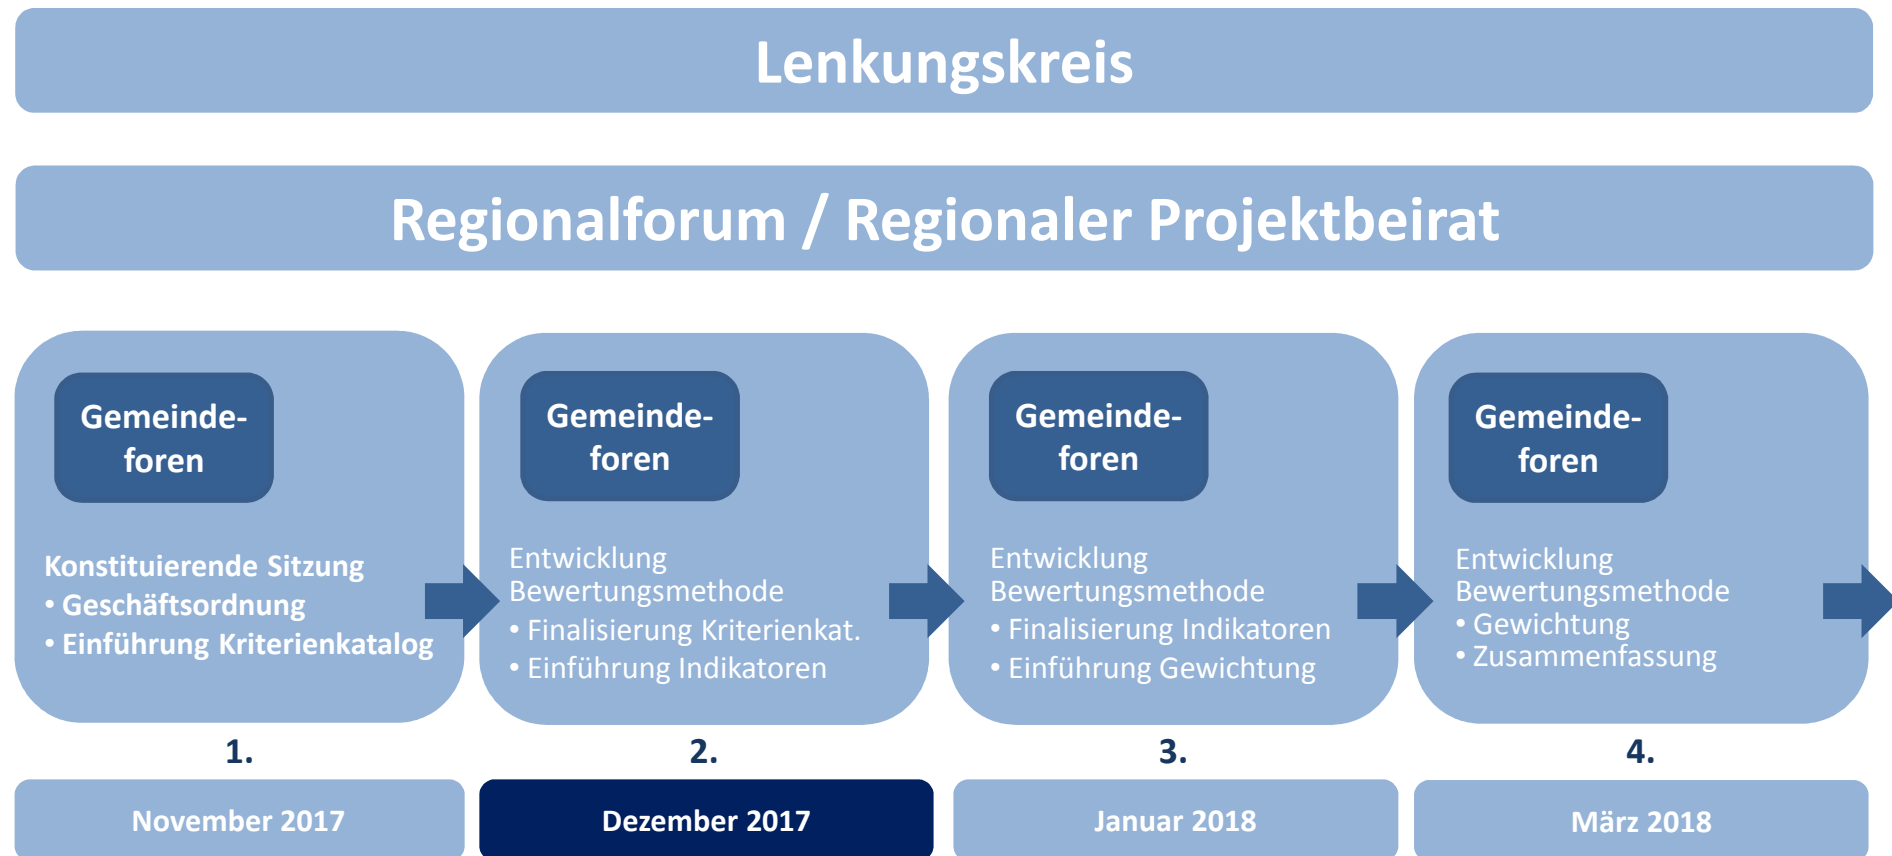 Lenkungskreis
Regionalforum / Regionaler Projektbeirat
Gemeinde-
foren
Konstituierende Sitzung
• Geschäftsordnung
• Einführung Kriterienkatalog
1.
November 2017
Gemeinde-
foren
Entwicklung
Bewertungsmethode
• Finalisierung Kriterienkat.
• Einführung Indikatoren
2.
Dezember 2017
Gemeinde-
foren
Entwicklung
Bewertungsmethode
• Finalisierung Indikatoren
• Einführung Gewichtung
3.
Januar 2018
Gemeinde-
foren
Entwicklung
Bewertungsmethode
• Gewichtung
• Zusammenfassung
4.
März 2018